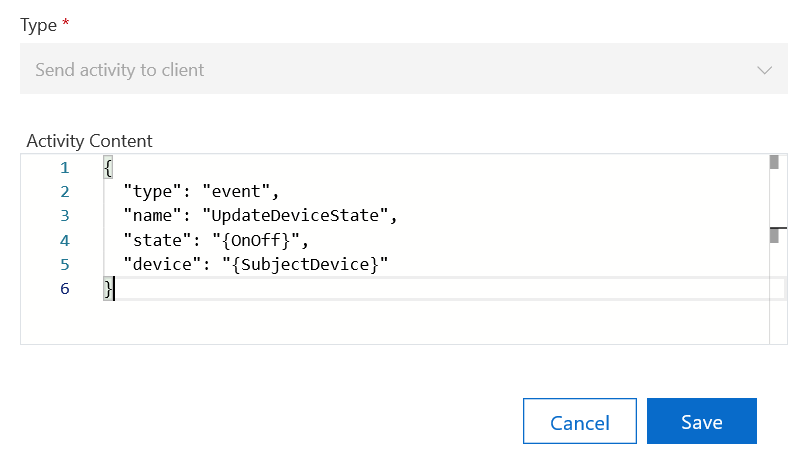 Type *
Send activity to client
Activity Content
1 {
2 "type": "event",
3 "name": "UpdateDeviceState",
4 "state": "{OnOff}",
5 "device": "{SubjectDevice}"
6 }
Cancel Save